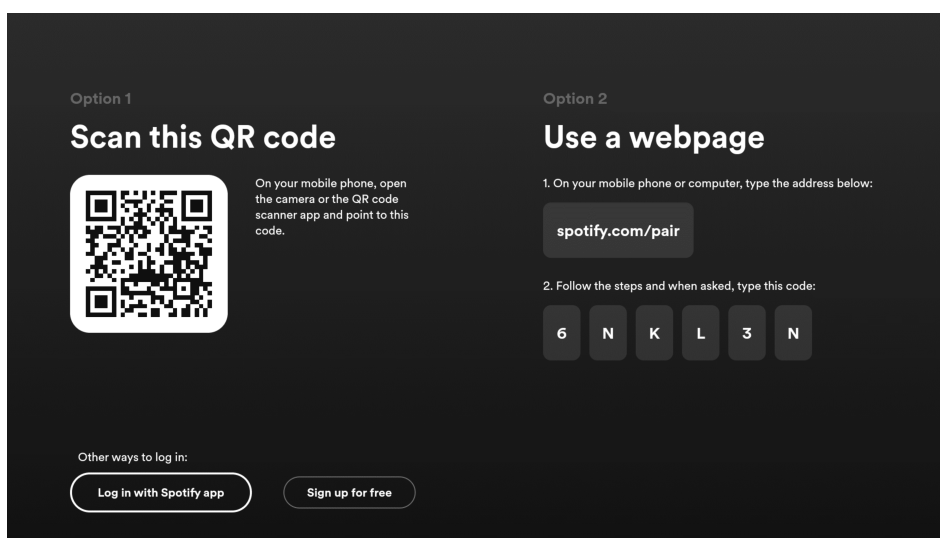 Option 1
Scan this QR code
On your mobile phone, open
the camera or the QR code
scanner app and point to this
code.
Option 2
Use a webpage
1. On your mobile phone or computer, type the address below:
spotify.com/pair
2. Follow the steps and when asked, type this code:
6 N K L 3 N
Other ways to log in:
Log in with Spotify app
Sign up for free